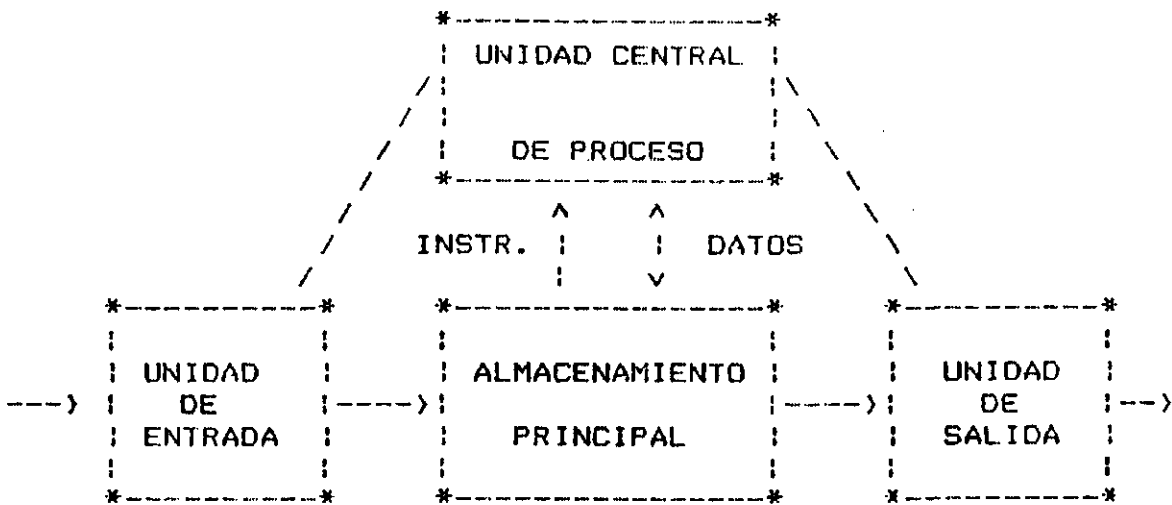 UNIDAD CENTRAL
DE PROCESO
INSTR. DATOS
UNIDAD
DE
ENTRADA
ALMACENAMIENTO
PRINCIPAL
UNIDAD
DE
SALIDA